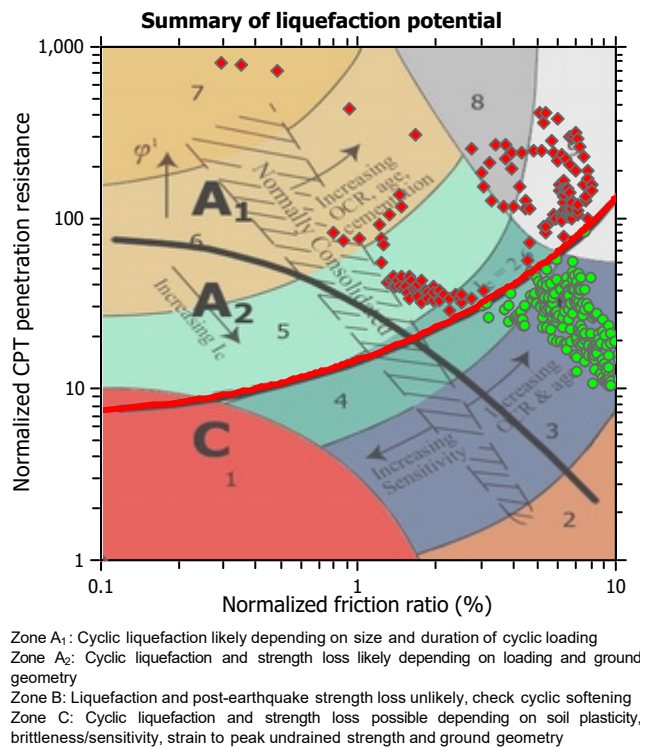 Summary of liquefaction potential
1,000
100
10
1
0.1
1
10
Normalized CPT penetration resistance
Normalized friction ratio (%)
7
8
φ'
A1
6
A2
5
4
C
1
3
2
Normally Consolidated
Increasing
OCR, age,
cementation
Increasing Ic
Increasing
Sensitivity
Increasing
OCR & age
Zone A1: Cyclic liquefaction likely depending on size and duration of cyclic loading
Zone A2: Cyclic liquefaction and strength loss likely depending on loading and ground
geometry
Zone B: Liquefaction and post-earthquake strength loss unlikely, check cyclic softening
Zone C: Cyclic liquefaction and strength loss possible depending on soil plasticity,
brittleness/sensitivity, strain to peak undrained strength and ground geometry